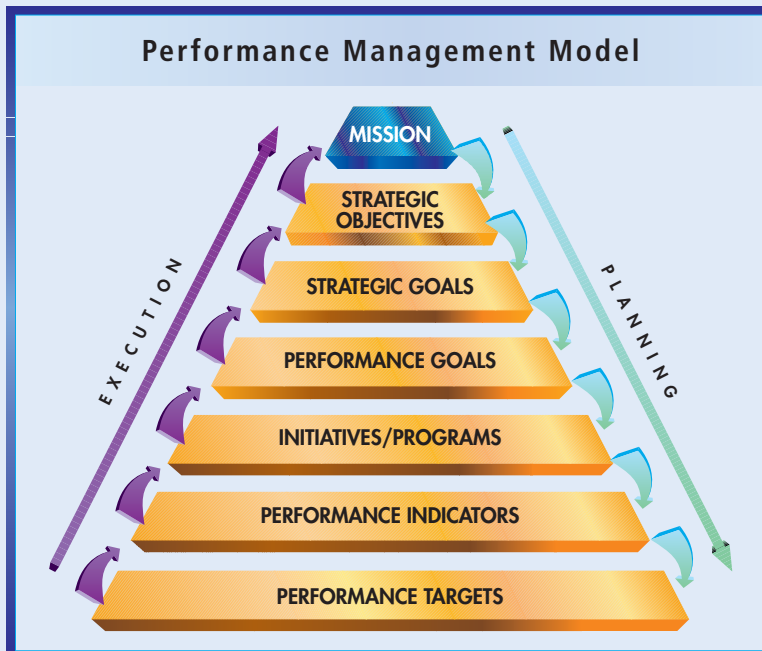 Performance Management Model
MISSION
STRATEGIC
OBJECTIVES
STRATEGIC GOALS
EXECUTION
PLANNING
PERFORMANCE GOALS
INITIATIVES/PROGRAMS
PERFORMANCE INDICATORS
PERFORMANCE TARGETS